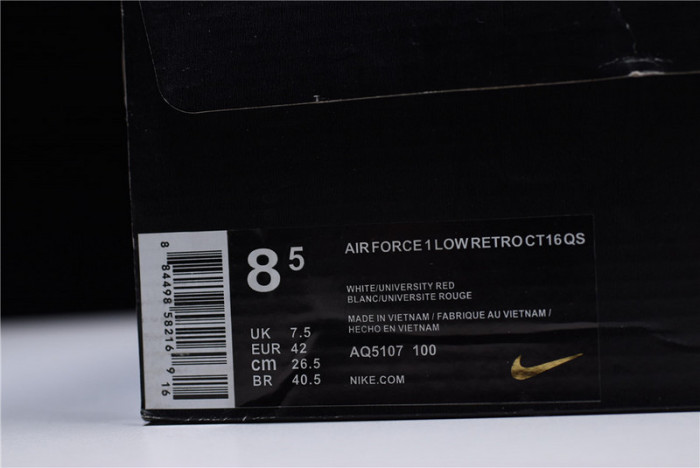 8 84498 58216 9 16
8 5
AIR FORCE 1 LOW RETRO CT16 QS
WHITE/UNIVERSITY RED
BLANC/UNIVERSITE ROUGE
MADE IN VIETNAM / FABRIQUE AU VIETNAM /
HECHO EN VIETNAM
UK 7.5
EUR 42
cm 26.5
BR 40.5
AQ5107 100
NIKE.COM